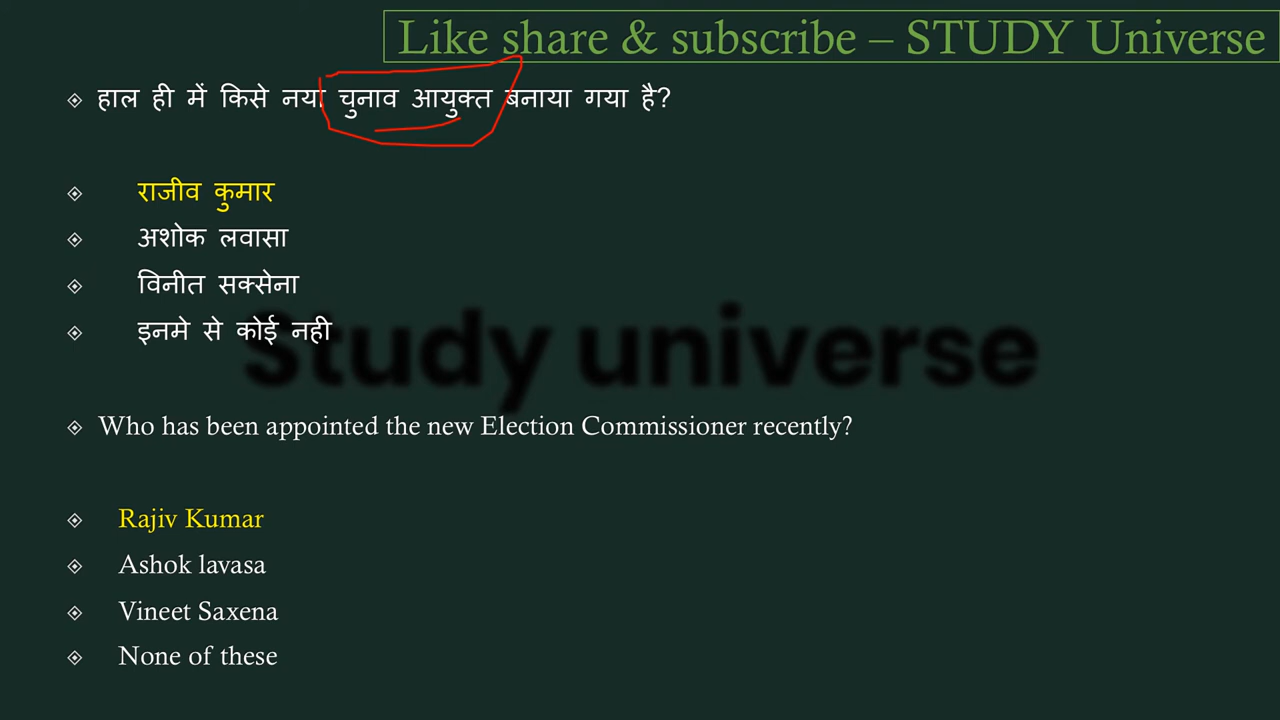 Like share & subscribe – STUDY Universe
हाल ही में किसे नया चुनाव आयुक्त बनाया गया है?
राजीव कुमार
अशोक लवासा
विनीत सक्सेना
इनमे से कोई नही
Study universe
Who has been appointed the new Election Commissioner recently?
Rajiv Kumar
Ashok lavasa
Vineet Saxena
None of these